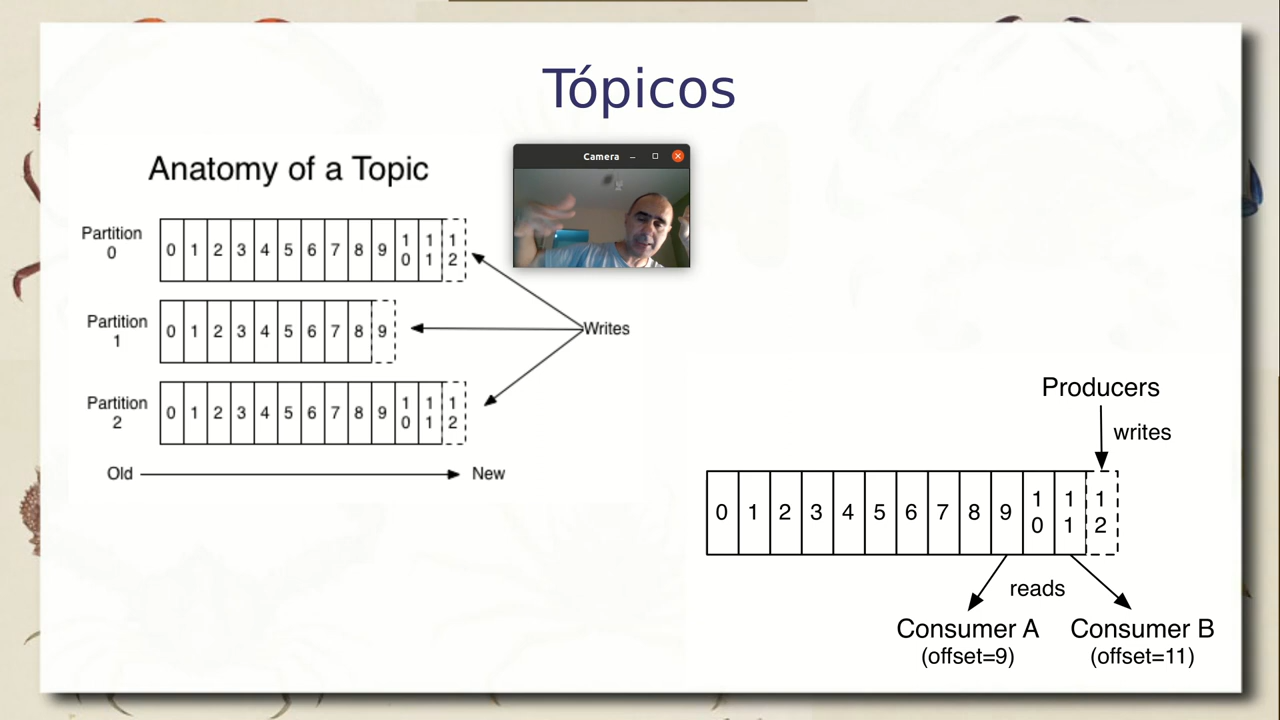 Tópicos
Camera
Anatomy of a Topic
Partition
0
0 1 2 3 4 5 6 7 8 9 10 11 12
Partition
1
0 1 2 3 4 5 6 7 8 9
Writes
Partition
2
0 1 2 3 4 5 6 7 8 9 10 11 12
Old
New
Producers
writes
0 1 2 3 4 5 6 7 8 9 10 11 12
reads
Consumer A
(offset=9)
Consumer B
(offset=11)